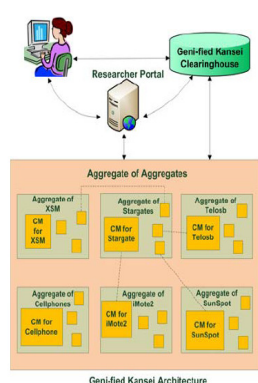 Geni-fied Kansei
Clearinghouse
Researcher Portal
Aggregate of Aggregates
Aggregate of
XSM
CM
for
XSM
Aggregate of
Stargates
CM for
Stargate
Aggregate of
Telosb
CM for
Telosb
Aggregate of
Cellphones
CM for
Cellphone
Aggregate of
iMote2
CM for
iMote2
Aggregate of
SunSpot
CM for
SunSpot
Geni-fied Kansei Architecture